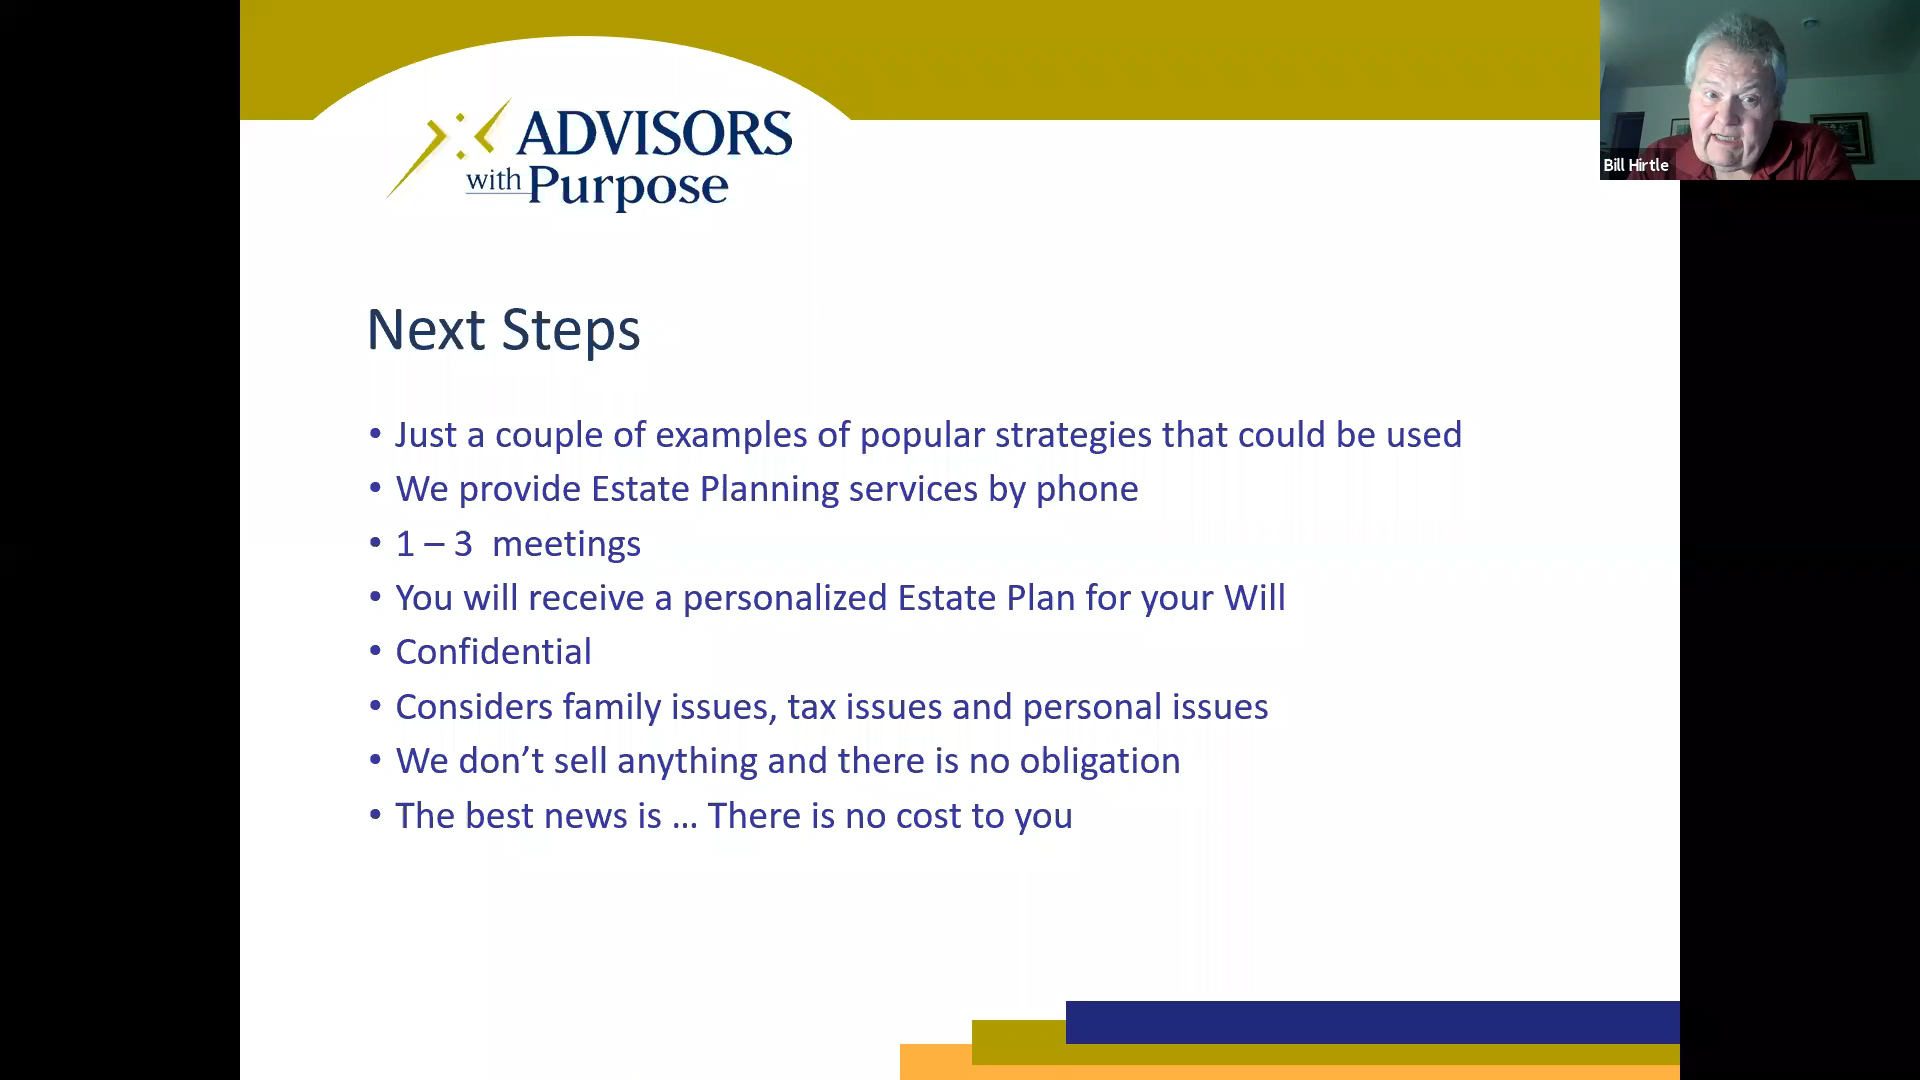 ADVISORS
with Purpose
Bill Hirtle
Next Steps
• Just a couple of examples of popular strategies that could be used
• We provide Estate Planning services by phone
• 1 – 3  meetings
• You will receive a personalized Estate Plan for your Will
• Confidential
• Considers family issues, tax issues and personal issues
• We don’t sell anything and there is no obligation
• The best news is … There is no cost to you